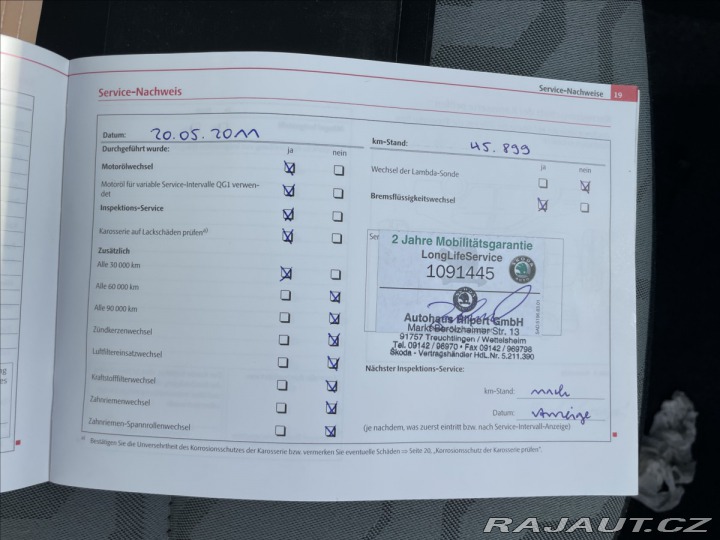 Service-Nachweis
Service-Nachweise 19
Datum: 20.05.2011
Durchgeführt wurde: ja nein
Motorölwechsel
Motoröl für variable Service-Intervalle QG1 verwen-
det
Inspektions-Service
Karosserie auf Lackschäden prüfen a)
Zusätzlich
Alle 30 000 km
Alle 60 000 km
Alle 90 000 km
Zündkerzenwechsel
Luftfiltereinsatzwechsel
Kraftstofffilterwechsel
Zahnriemenwechsel
Zahnriemen-Spannrollenwechsel
km-Stand: 45.899
ja nein
Wechsel der Lambda-Sonde
Bremsflüssigkeitswechsel
2 Jahre Mobilitätsgarantie
LongLifeService
1091445
Autohaus GmbH
Markt Berolzheimer Str. 13
91757 Treuchtlingen / Wettelsheim
Tel. 09142 / 96970 • Fax 09142 / 969798
Skoda - Vertragshändler HdL.Nr. 5.211.390
Nächster Inspektions-Service:
km-Stand: nach
Datum: Anzeige
(je nachdem, was zuerst eintritt bzw. nach Service-Intervall-Anzeige)
a) Bestätigen Sie die Unversehrtheit des Korrosionsschutzes der Karosserie bzw. vermerken Sie eventuelle Schäden ⇒ Seite 20, „Korrosionsschutz der Karosserie prüfen".
RAJAUT.CZ